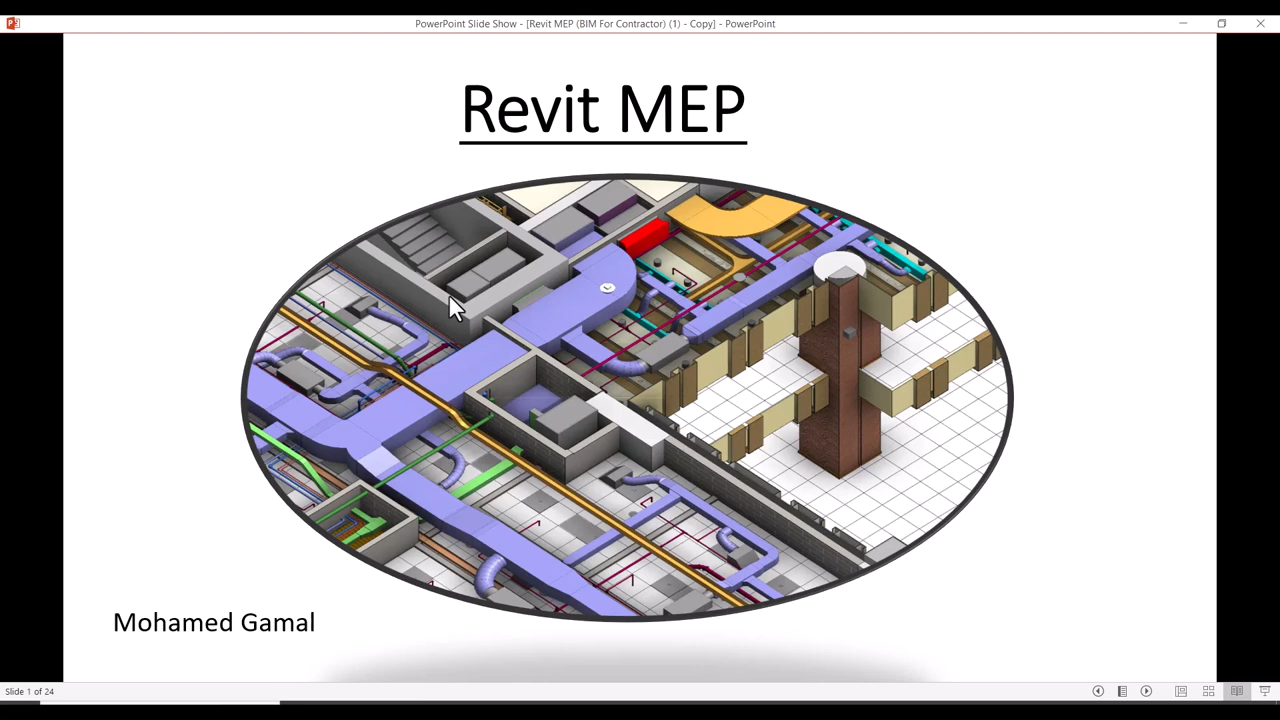 PowerPoint Slide Show - [Revit MEP (BIM For Contractor) (1) - Copy] - PowerPoint
Revit MEP
Mohamed Gamal
Slide 1 of 24